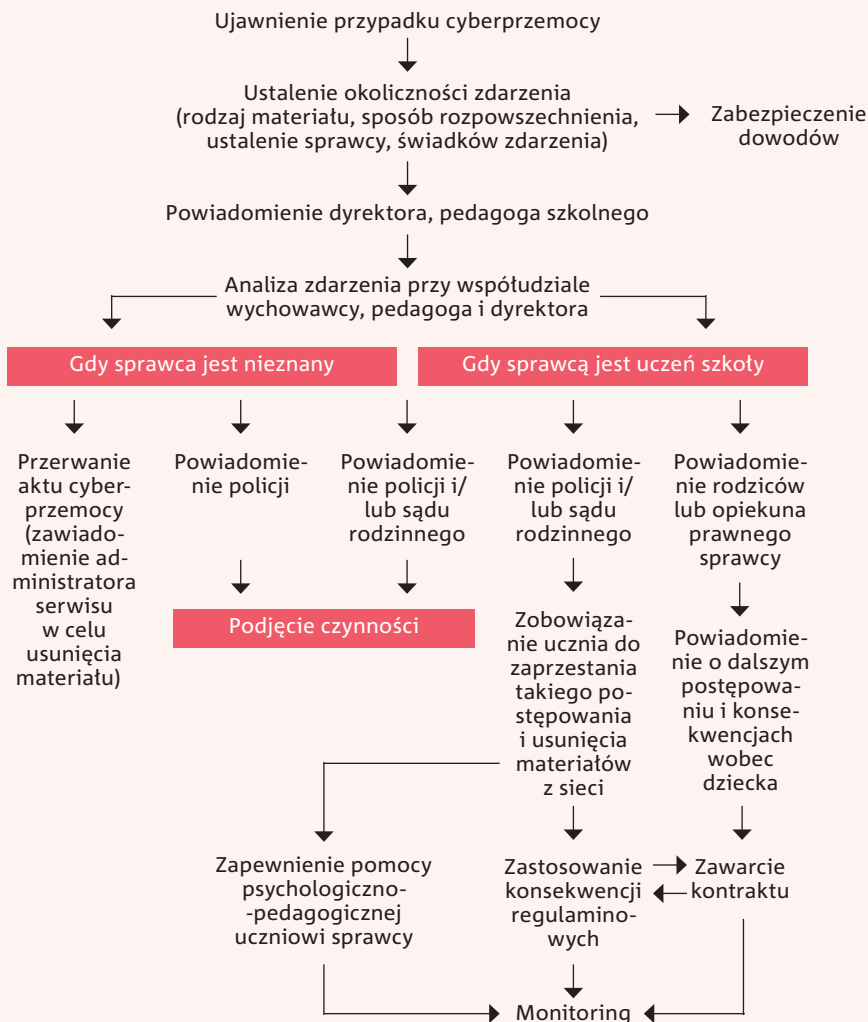 Ujawnienie przypadku cyberprzemocy
Ustalenie okoliczności zdarzenia
(rodzaj materiału, sposób rozpowszechnienia,
ustalenie sprawcy, świadków zdarzenia)
Zabezpieczenie
dowodów
Powiadomienie dyrektora, pedagoga szkolnego
Analiza zdarzenia przy współudziale
wychowawcy, pedagoga i dyrektora
Gdy sprawca jest nieznany
Gdy sprawcą jest uczeń szkoły
Przerwanie
aktu cyber-
przemocy
(zawiado-
mienie ad-
ministratora
serwisu
w celu
usunięcia
materiału)
Powiadomie-
nie policji
Powiadomie-
nie policji i/
lub sądu
rodzinnego
Podjęcie czynności
Powiadomie-
nie policji i/
lub sądu
rodzinnego
Zobowiąza-
nie ucznia do
zaprzestania
takiego po-
stępowania
i usunięcia
materiałów
z sieci
Powiadomie-
nie rodziców
lub opiekuna
prawnego
sprawcy
Powiadomie-
nie o dalszym
postępowa-
niu i konse-
kwencjach
wobec
dziecka
Zapewnienie pomocy
psychologiczno-
-pedagogicznej
uczniowi sprawcy
Zastosowanie
konsekwencji
regulamino-
wych
Zawarcie
kontraktu
Monitoring